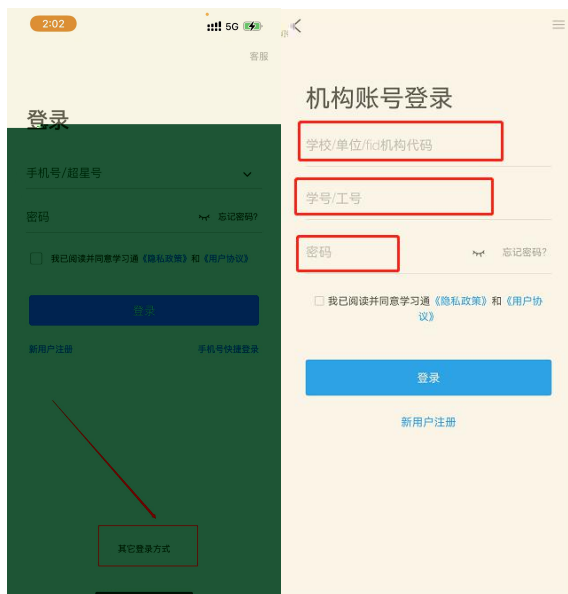 2:02
5G
客服
登录
手机号/超星号
密码
忘记密码?
我已阅读并同意学习通《隐私政策》和《用户协议》
登录
新用户注册
手机号快捷登录
其它登录方式
机构账号登录
学校/单位/fid机构代码
学号/工号
密码
忘记密码?
我已阅读并同意学习通《隐私政策》和《用户协
议》
登录
新用户注册